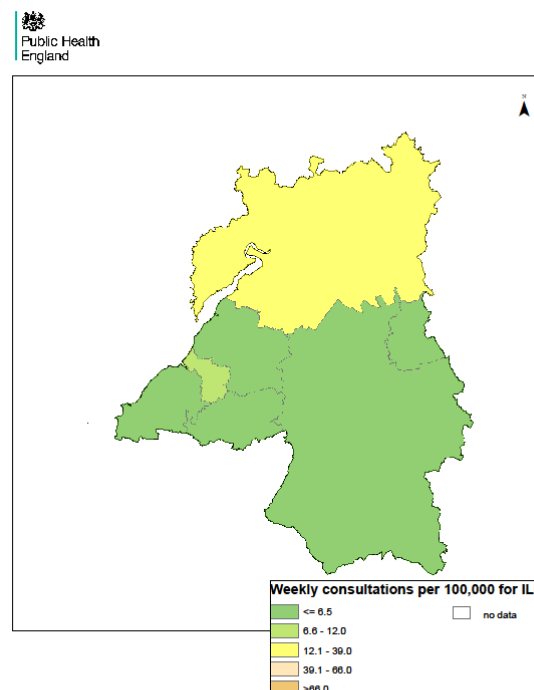 Public Health
England
N
Weekly consultations per 100,000 for IL
<= 6.5
no data
6.6 - 12.0
12.1 - 39.0
39.1 - 66.0
>66.0